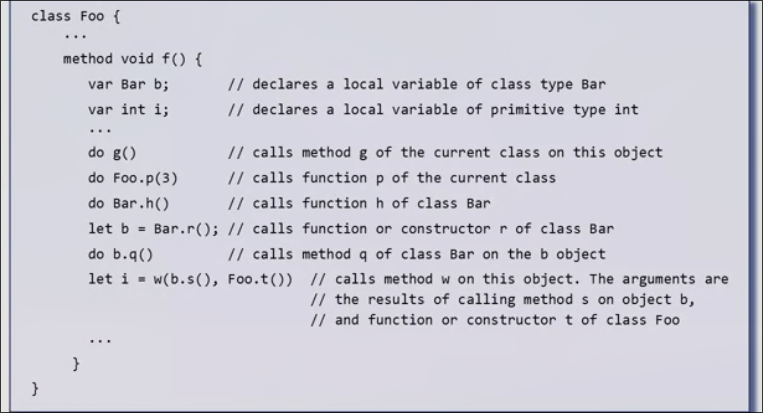 class Foo {
...
method void f() {
var Bar b; // declares a local variable of class type Bar
var int i; // declares a local variable of primitive type int
...
do g() // calls method g of the current class on this object
do Foo.p(3) // calls function p of the current class
do Bar.h() // calls function h of class Bar
let b = Bar.r(); // calls function or constructor r of class Bar
do b.q() // calls method q of class Bar on the b object
let i = w(b.s(), Foo.t()) // calls method w on this object. The arguments are
// the results of calling method s on object b,
// and function or constructor t of class Foo
...
}
}